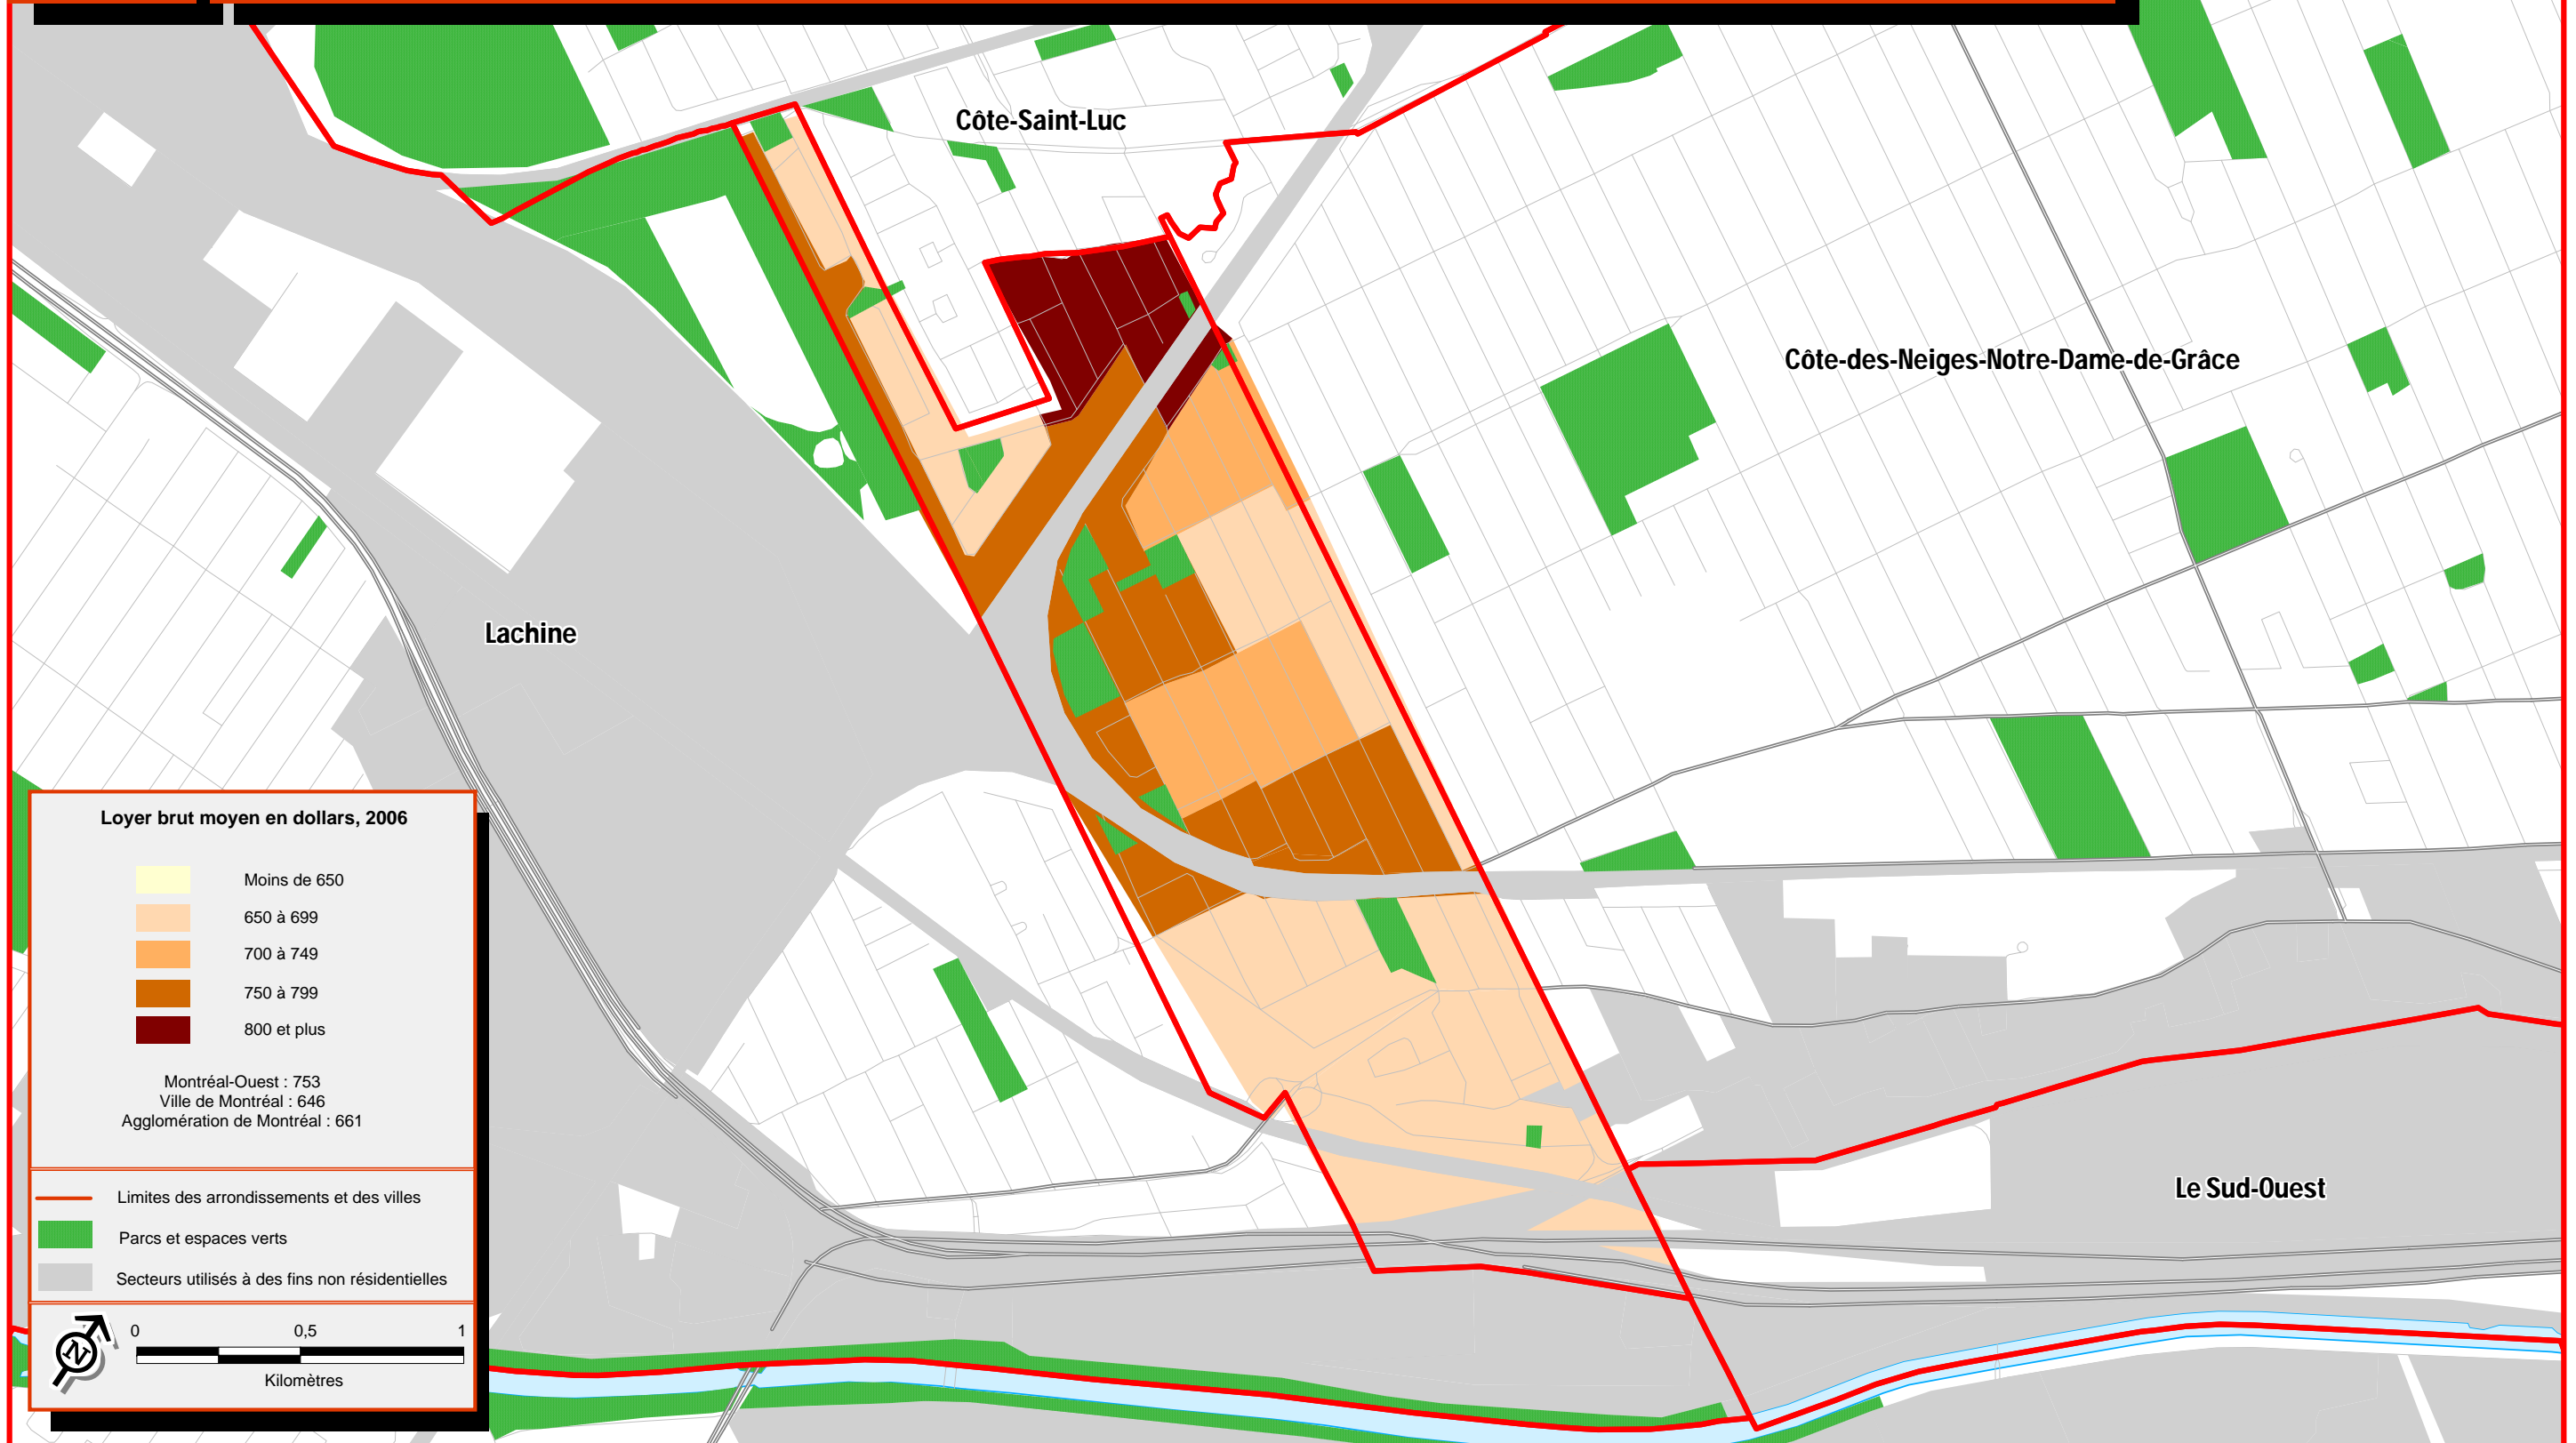 Côte-Saint-Luc
Côte-des-Neiges-Notre-Dame-de-Grâce
Lachine
Le Sud-Ouest
Loyer brut moyen en dollars, 2006
Moins de 650
650 à 699
700 à 749
750 à 799
800 et plus
Montréal-Ouest : 753
Ville de Montréal : 646
Agglomération de Montréal : 661
Limites des arrondissements et des villes
Parcs et espaces verts
Secteurs utilisés à des fins non résidentielles
N
0 0,5 1
Kilomètres